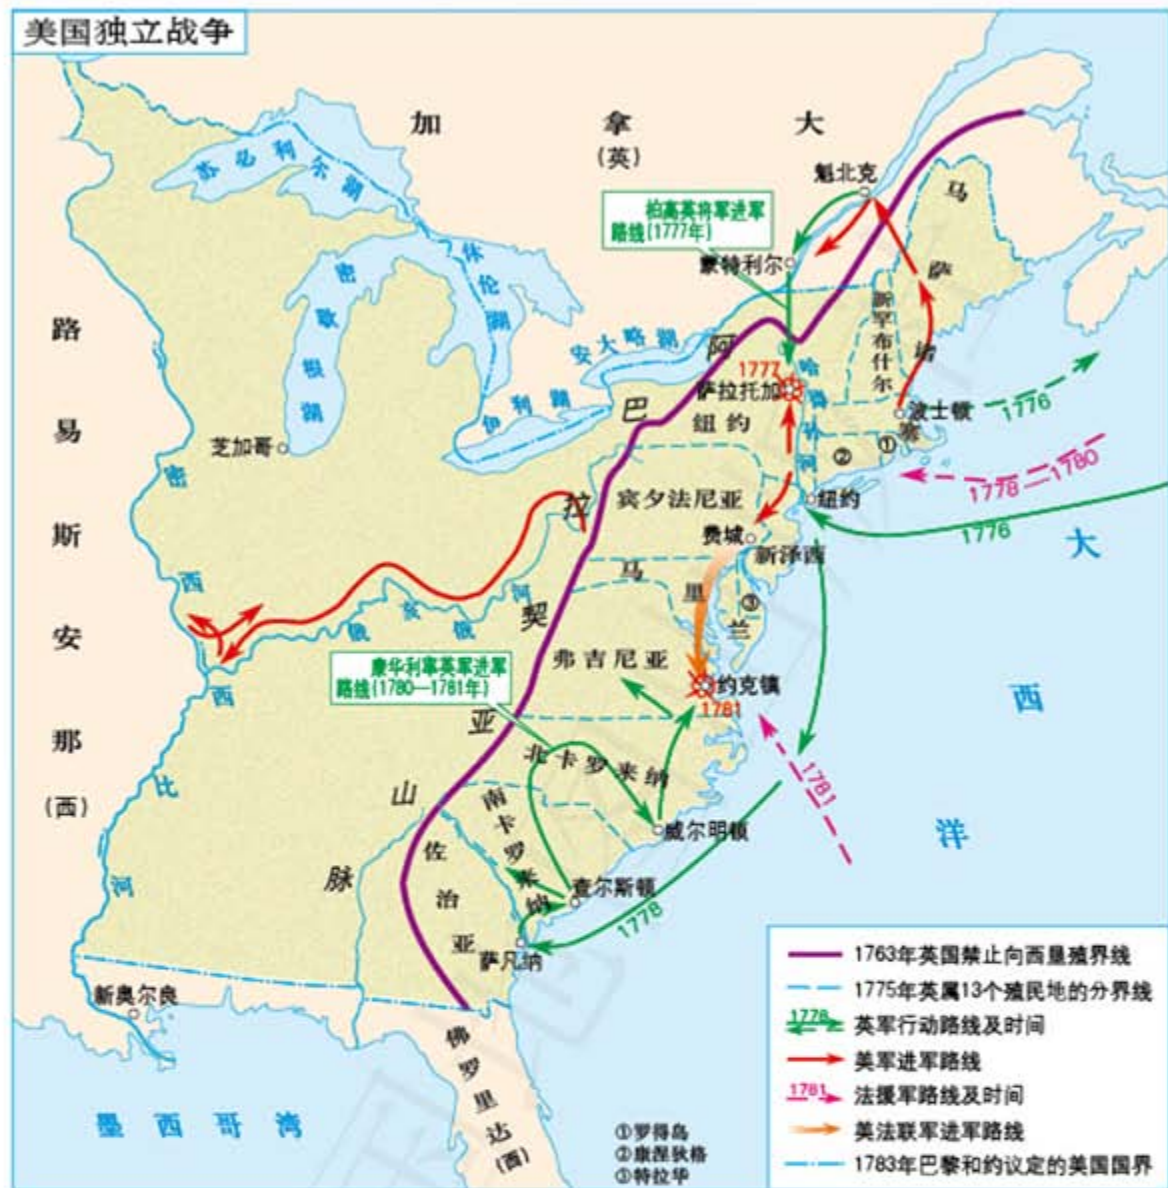 美国独立战争
加拿大
(英)
苏必利尔湖
魁北克
马萨诸塞
柏高英将军进军
路线(1777年)
休伦湖
密歇根湖
蒙特利尔
新罕布什尔
路易斯安那
(西)
安大略湖
阿巴拉契亚山脉
1777
萨拉托加
哈德孙河
伊利湖
纽约
波士顿
1776
①
②
芝加哥
1778—1780
密西西比河
宾夕法尼亚
纽约
1776
大西洋
费城
新泽西
马里兰
③
俄亥俄河
弗吉尼亚
康华利率英军进军
路线(1780—1781年)
约克镇
1781
1781
北卡罗来纳
南卡罗来纳
威尔明顿
佐治亚
查尔斯顿
1778
萨凡纳
新奥尔良
佛罗里达
(西)
墨西哥湾
①罗得岛
②康涅狄格
③特拉华
1763年英国禁止向西垦殖界线
1775年英属13个殖民地的分界线
1778
英军行动路线及时间
美军进军路线
1781
法援军路线及时间
美法联军进军路线
1783年巴黎和约议定的美国国界